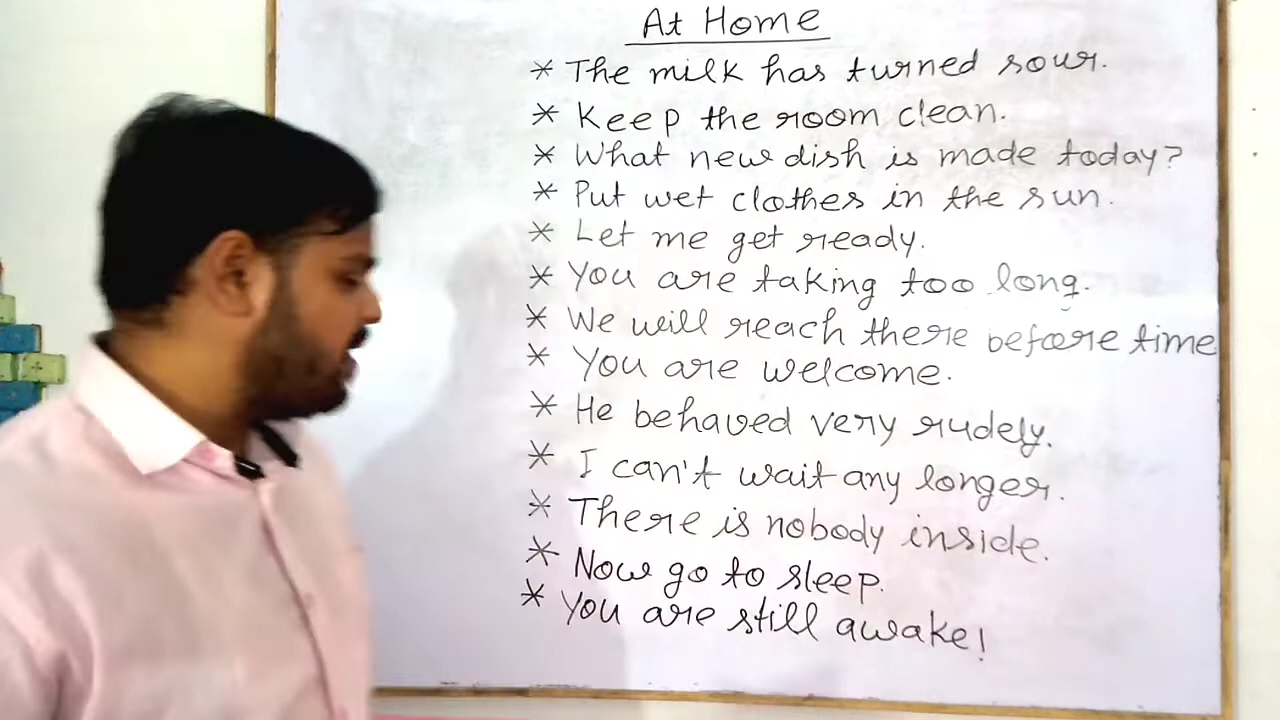 At Home
* The milk has turned sour.
* Keep the room clean.
* What new dish is made today?
* Put wet clothes in the sun.
* Let me get ready.
* You are taking too long.
* We will reach there before time
* You are welcome.
* He behaved very rudely.
* I can't wait any longer.
* There is nobody inside.
* Now go to sleep.
* You are still awake!